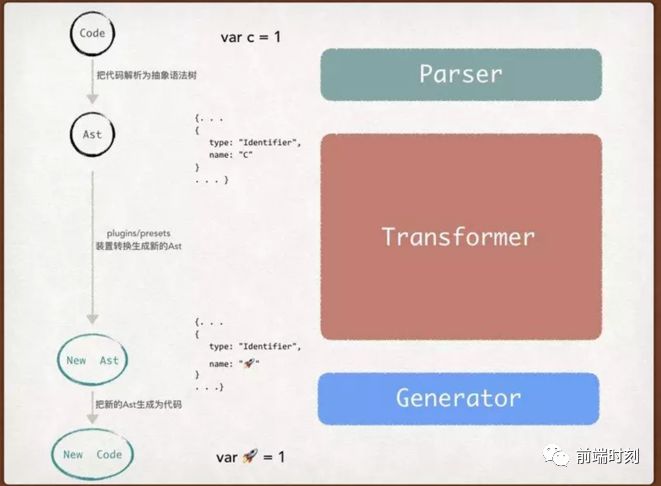 Code
var c = 1
Parser
把代码解析为抽象语法树
Ast
{. . .
{
type: "Identifier",
name: "C"
}
. . . }
Transformer
plugins/presets
装置转换生成新的Ast
New Ast
{. . .
{
type: "Identifier",
name: "🚀"
}
. . .}
Generator
把新的Ast生成为代码
New Code
var 🚀 = 1
前端时刻